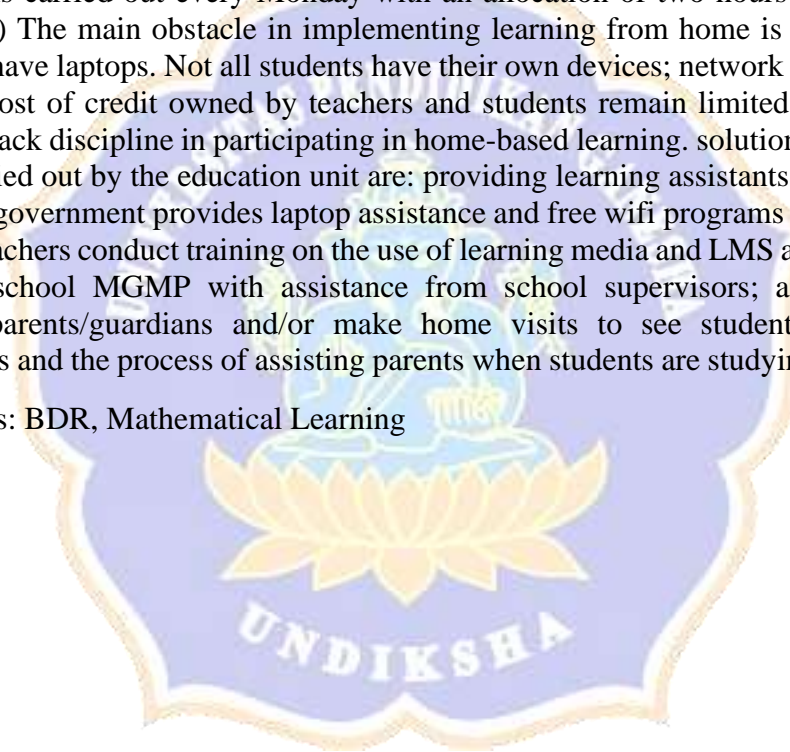 s carried out every Monday with an allocation of two hours
) The main obstacle in implementing learning from home is
have laptops. Not all students have their own devices; network
ost of credit owned by teachers and students remain limited
ack discipline in participating in home-based learning. solution
ied out by the education unit are: providing learning assistants
government provides laptop assistance and free wifi programs
achers conduct training on the use of learning media and LMS a
school MGMP with assistance from school supervisors; a
parents/guardians and/or make home visits to see student
s and the process of assisting parents when students are studyin
s: BDR, Mathematical Learning
UNDIKSHA